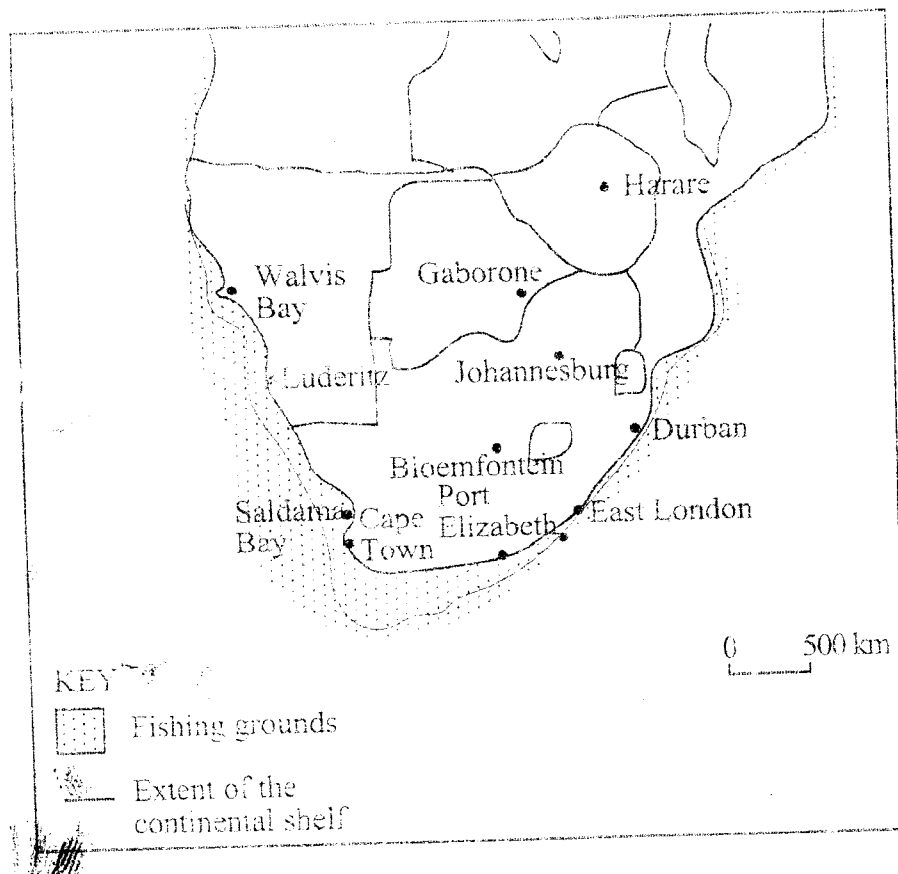 Harare
Walvis
Bay
Gaborone
Luderitz
Johannesburg
Durban
Bioemfontein
Port
Elizabeth
East London
Saldama
Bay
Cape
Town
0 500 km
KEY
Fishing grounds
Extent of the
continental shelf